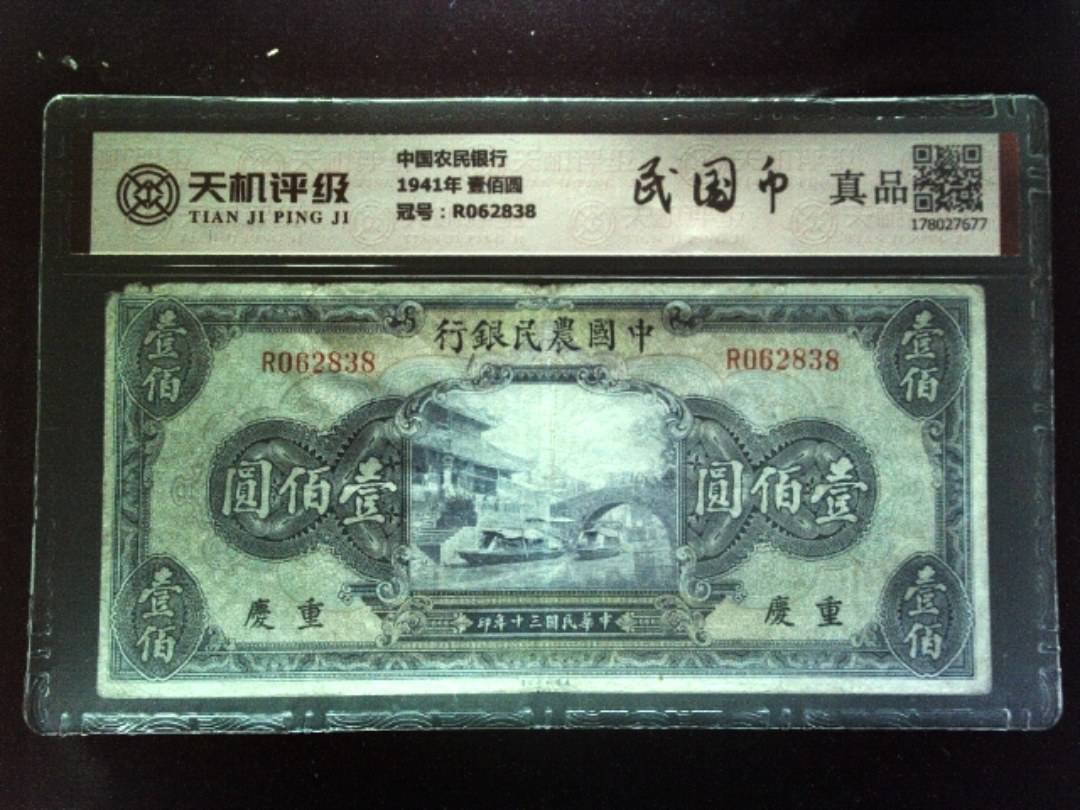 天机评级
TIAN JI PING JI
中国农民银行
1941年 壹佰圆
冠号：R062838
民国币
真品
178027677
行銀民農國中
壹佰
壹佰
R062838
R062838
圓佰壹
圓佰壹
慶重
慶重
印年十三國民華中
壹佰
壹佰